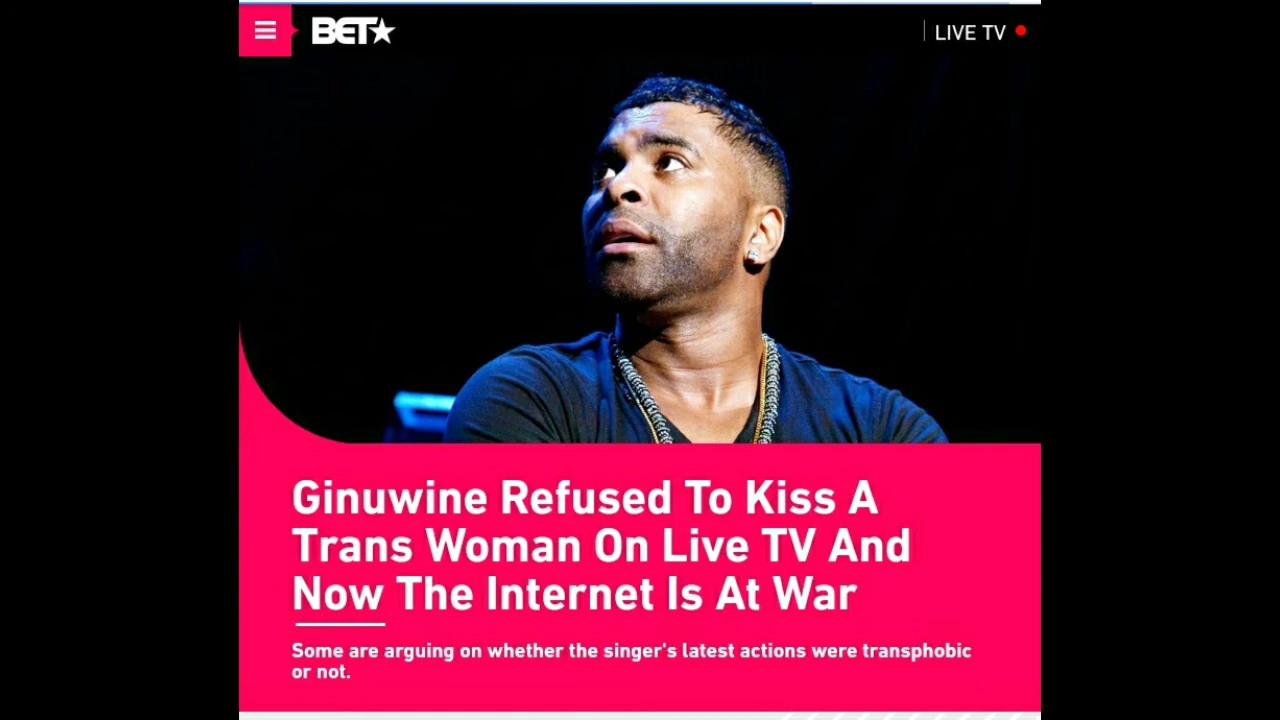 BET
LIVE TV
Ginuwine Refused To Kiss A
Trans Woman On Live TV And
Now The Internet Is At War
Some are arguing on whether the singer's latest actions were transphobic
or not.